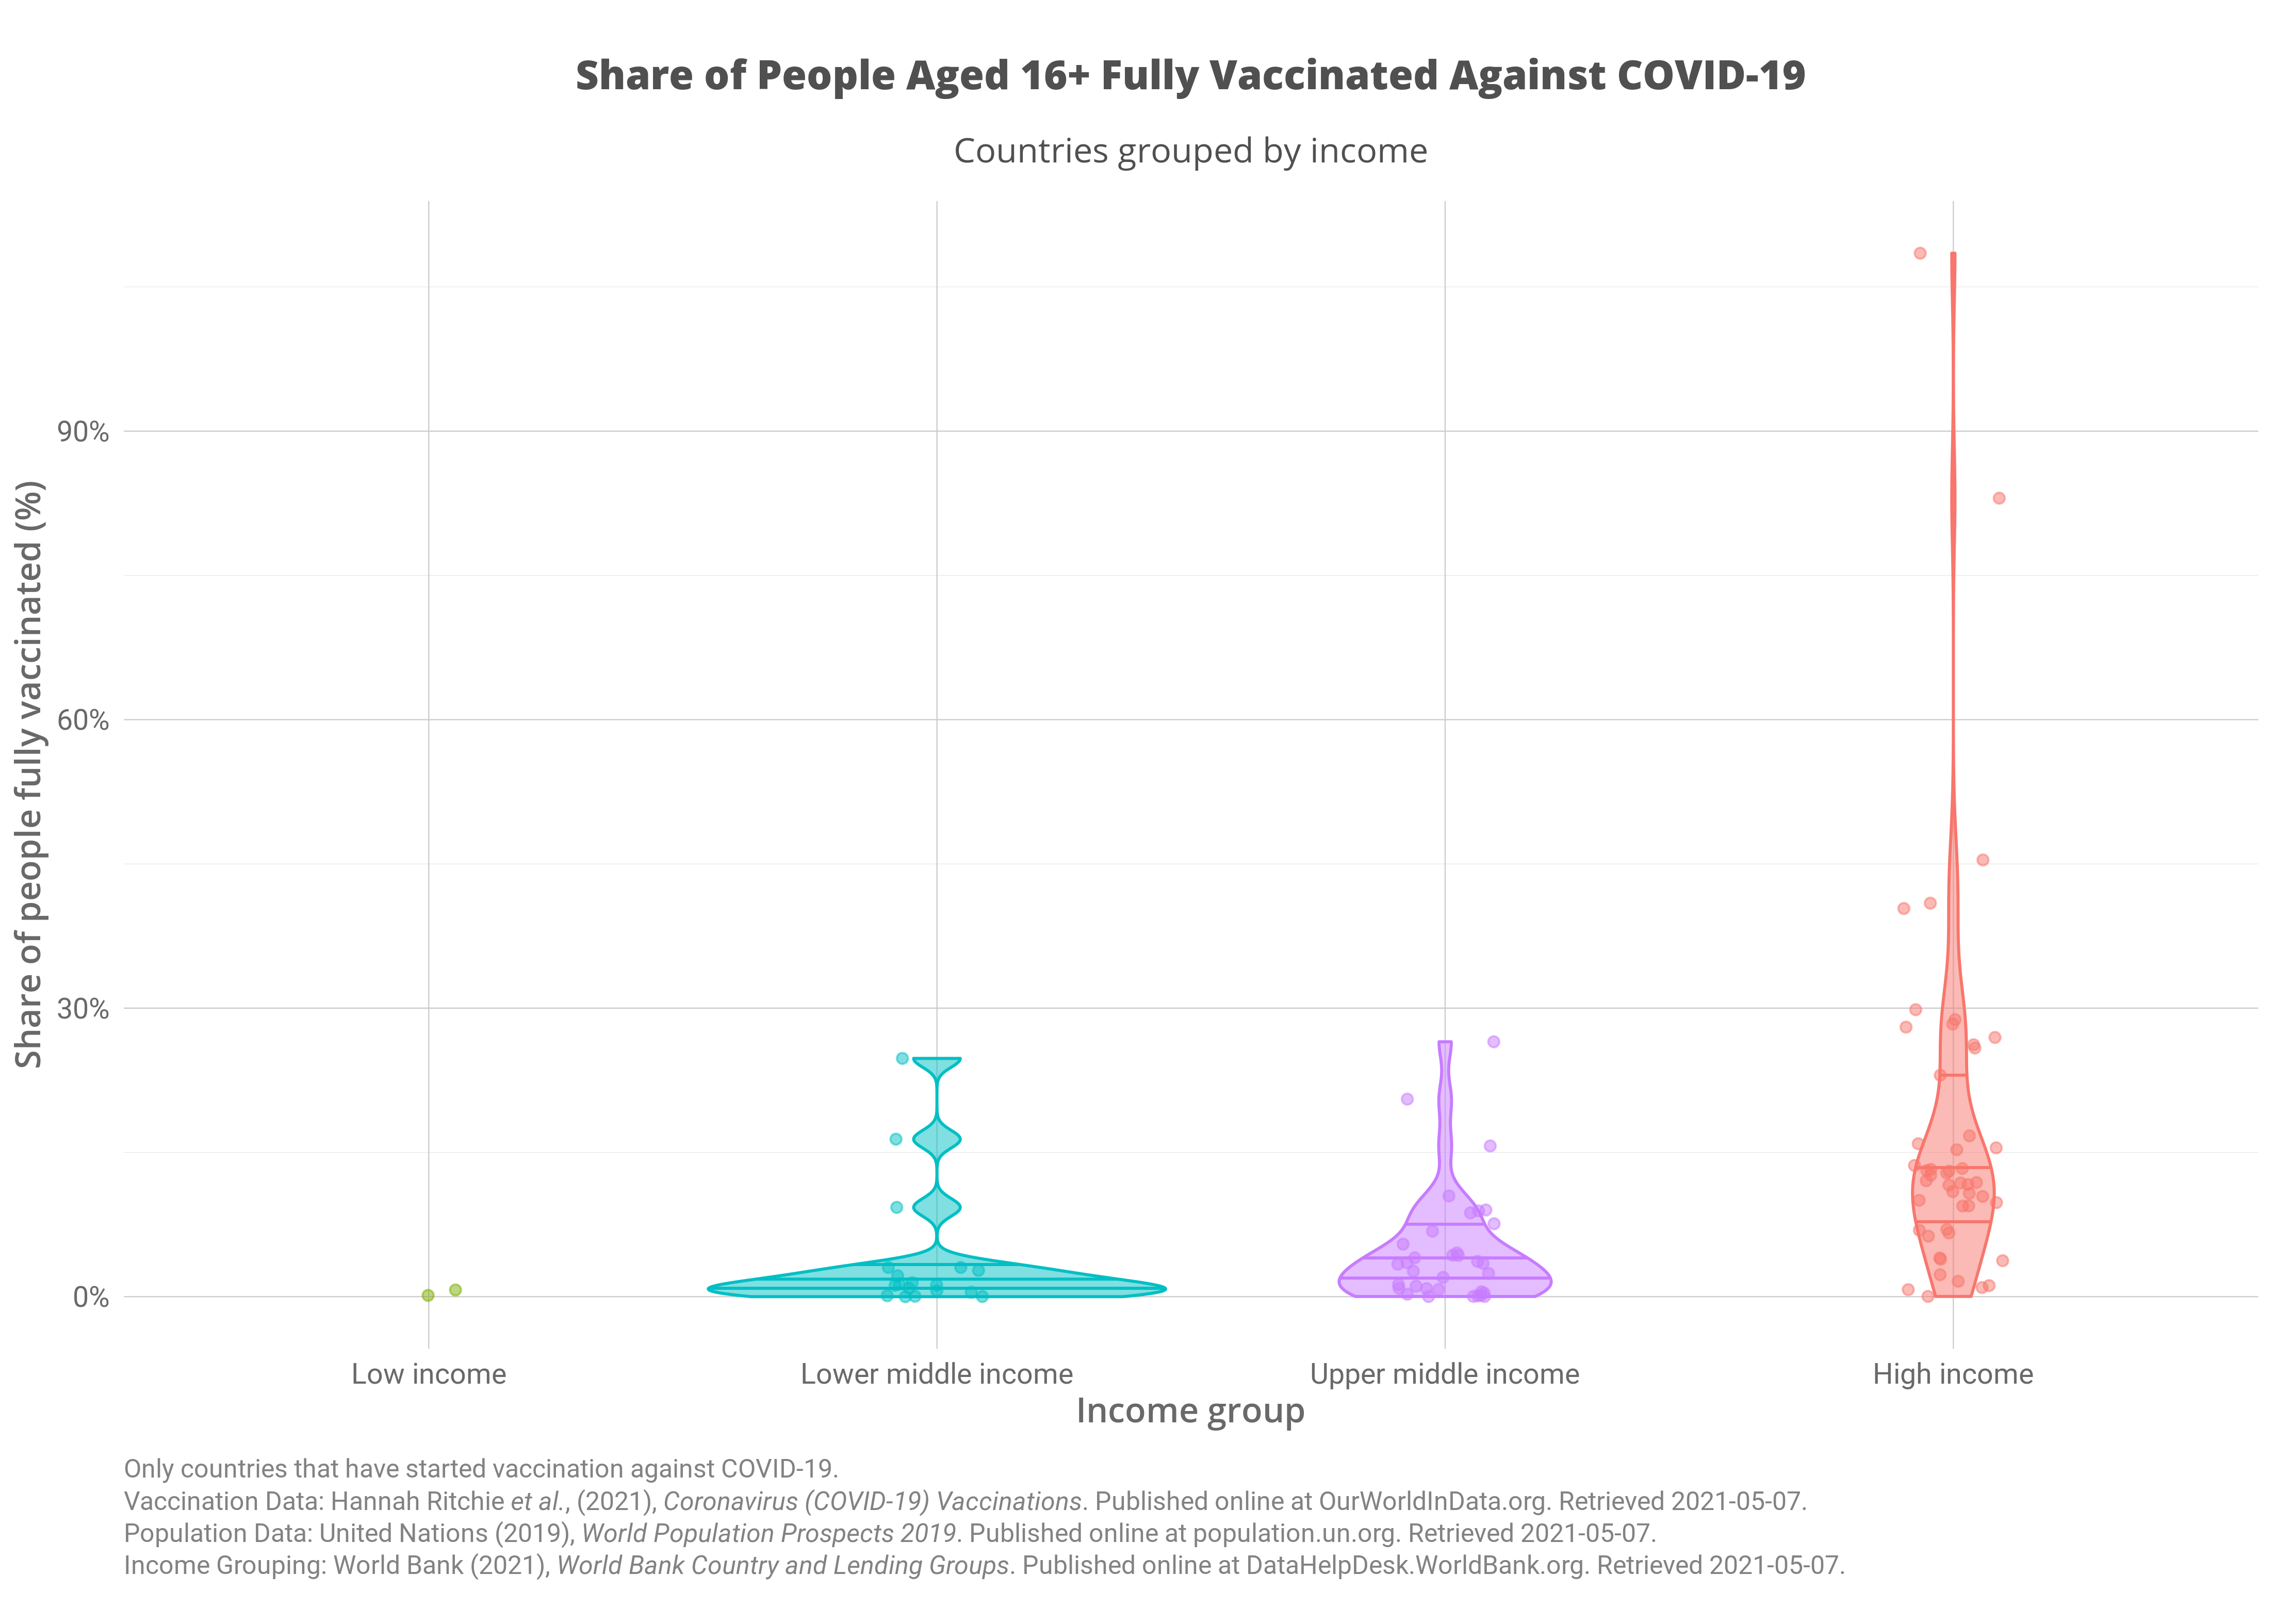 Share of People Aged 16+ Fully Vaccinated Against COVID-19
Countries grouped by income
Share of people fully vaccinated (%)
90%
60%
30%
0%
Low income
Lower middle income
Upper middle income
High income
Income group
Only countries that have started vaccination against COVID-19.
Vaccination Data: Hannah Ritchie et al., (2021), Coronavirus (COVID-19) Vaccinations. Published online at OurWorldInData.org. Retrieved 2021-05-07.
Population Data: United Nations (2019), World Population Prospects 2019. Published online at population.un.org. Retrieved 2021-05-07.
Income Grouping: World Bank (2021), World Bank Country and Lending Groups. Published online at DataHelpDesk.WorldBank.org. Retrieved 2021-05-07.